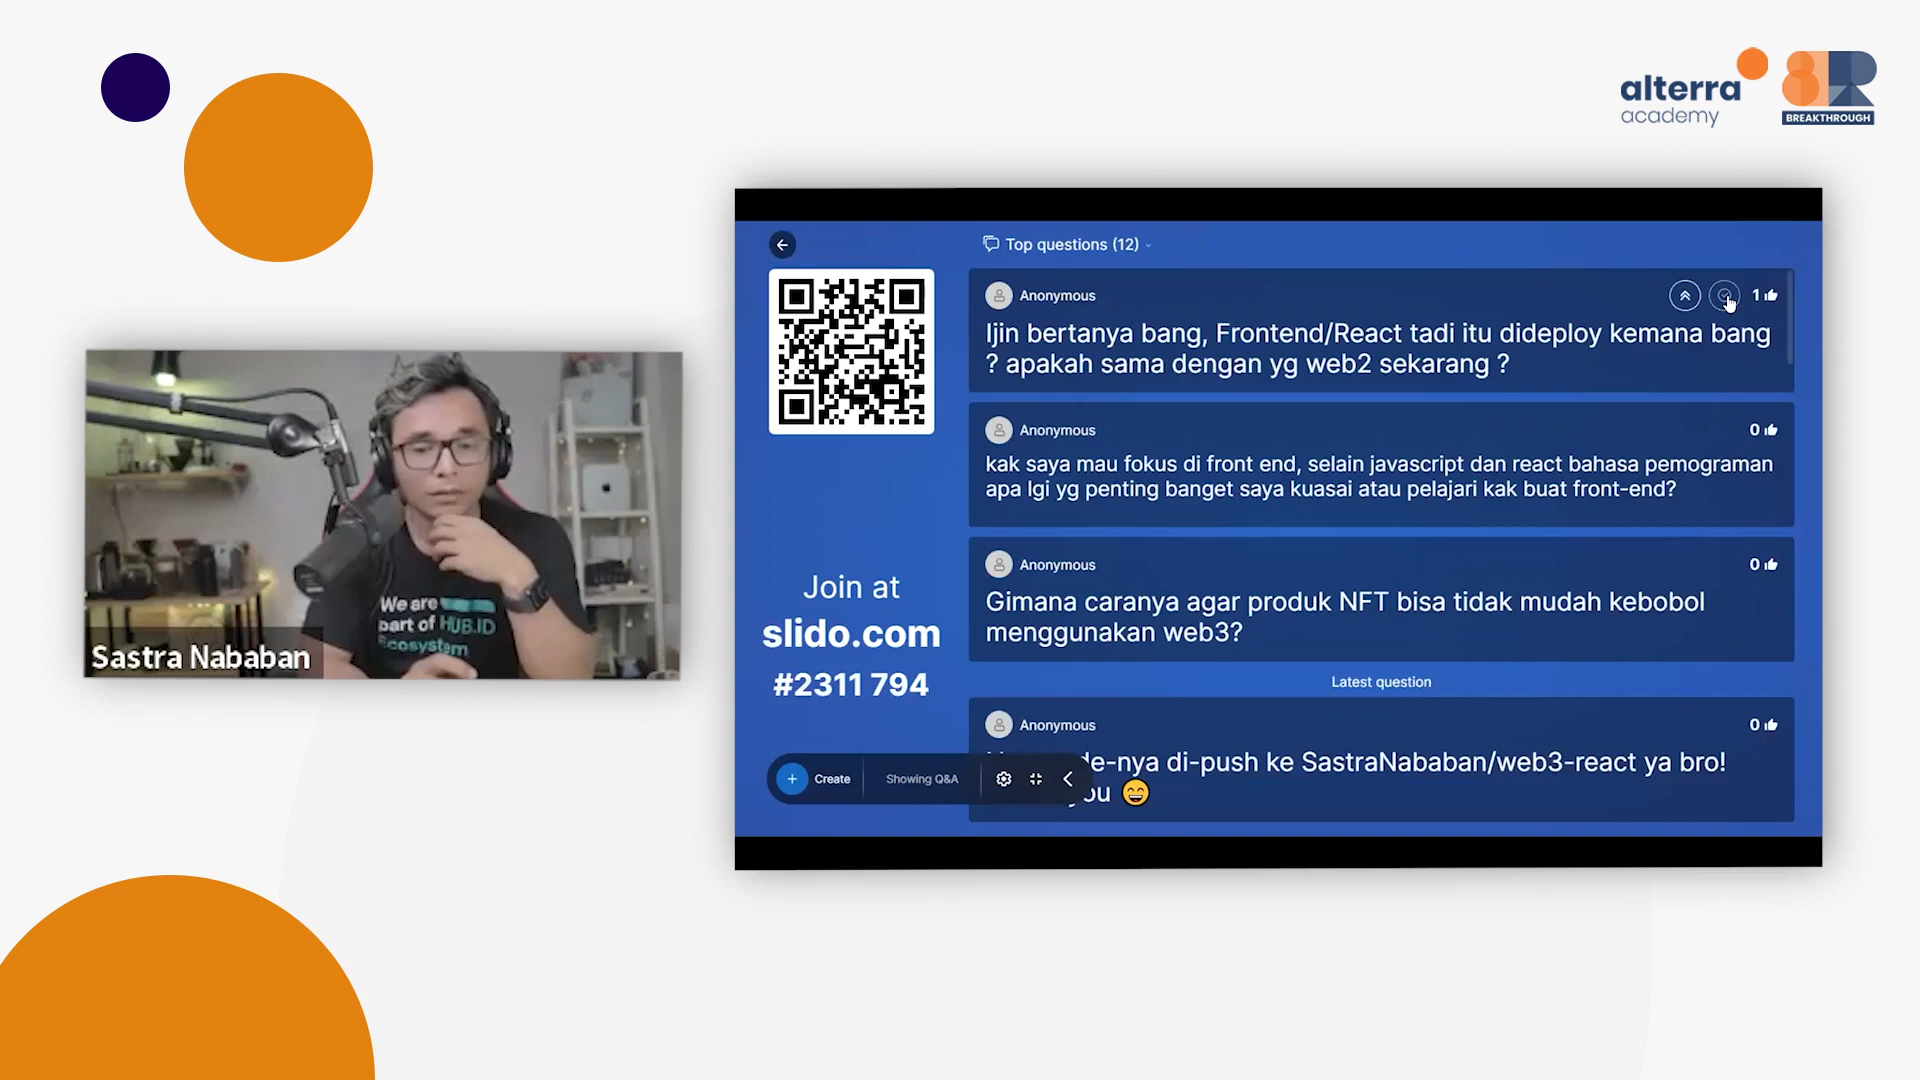 alterra
academy
BREAKTHROUGH
Top questions (12)
Anonymous
1
Ijin bertanya bang, Frontend/React tadi itu dideploy kemana bang
? apakah sama dengan yg web2 sekarang ?
Anonymous
0
kak saya mau fokus di front end, selain javascript dan react bahasa pemograman
apa lgi yg penting banget saya kuasai atau pelajari kak buat front-end?
Anonymous
0
Gimana caranya agar produk NFT bisa tidak mudah kebobol
menggunakan web3?
Latest question
Anonymous
0
de-nya di-push ke SastraNababan/web3-react ya bro!
ou 😄
Join at
slido.com
#2311 794
Create
Showing Q&A
We are
part of HUB.ID
Ecosystem
Sastra Nababan